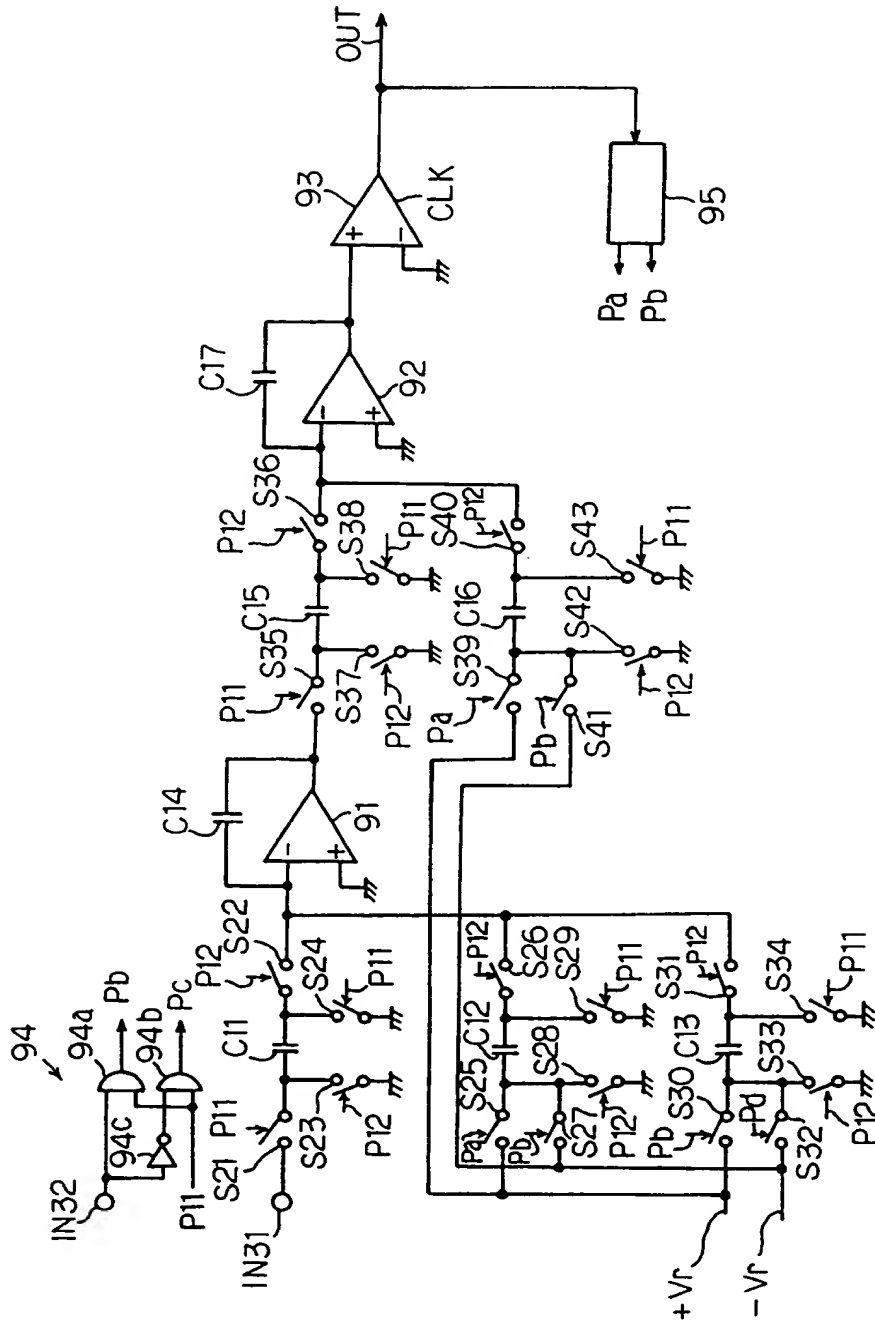 94
94a
Pb
94b
Pc
94c
IN32
P11
P11
P12
S22
S21
C11
S24
S23
P11
IN31
P12
C14
91
P11
S35
C15
P12
S36
S37
S38
P11
P12
C17
92
93
CLK
OUT
95
Pa
Pb
Pa
S39
C16
P12
S40
Pb
S41
S42
S43
P12
P11
S25
C12
P12
S26
S29
Pa
Pb
S28
P11
S27
P12
S30
C13
P12
S31
S34
Pb
Pd
S33
P11
S32
P12
+Vr
-Vr